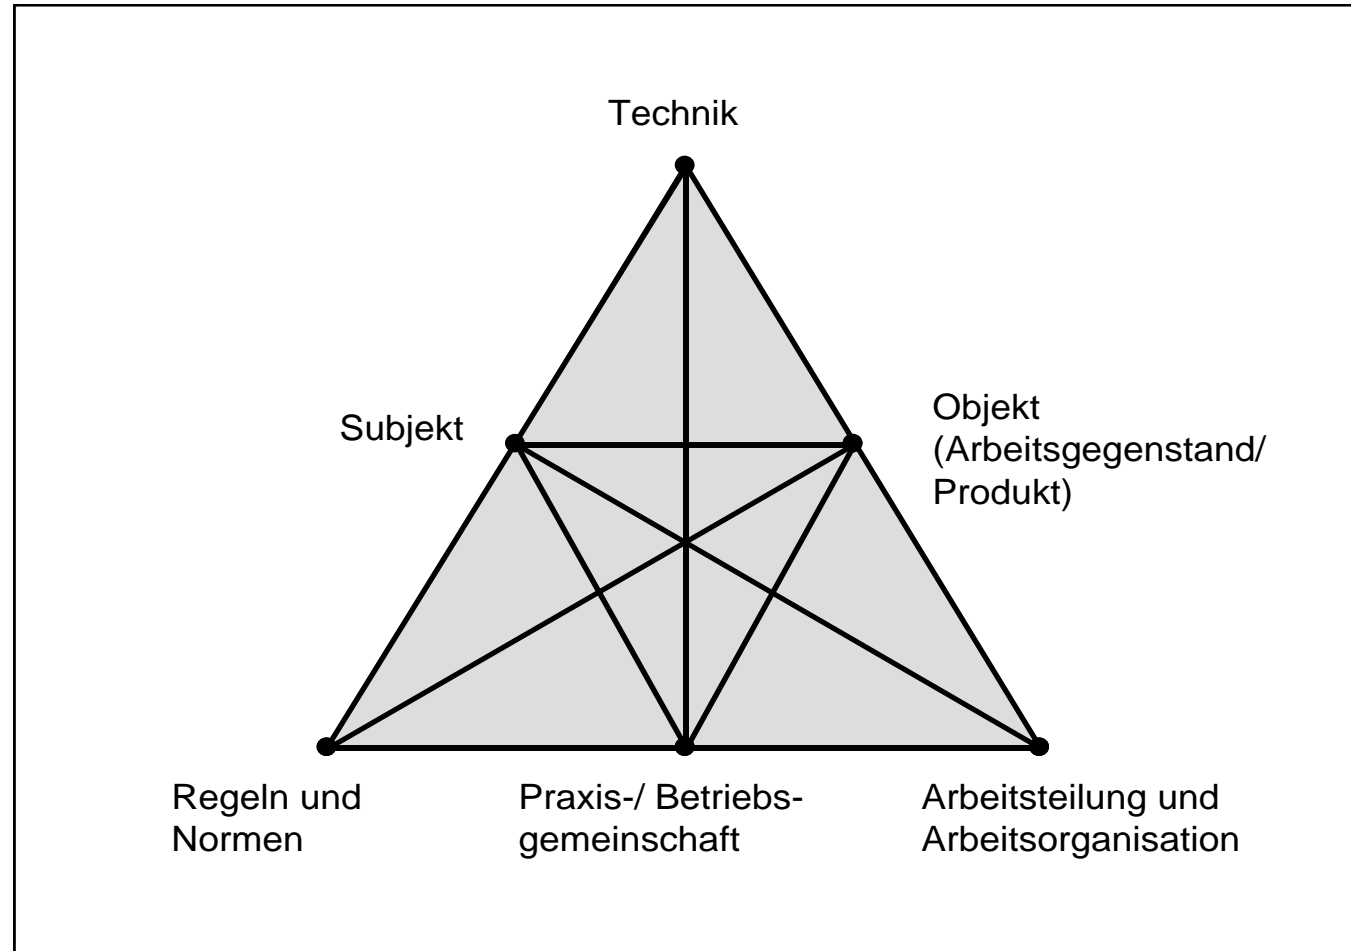 Technik
Subjekt
Objekt
(Arbeitsgegenstand/
Produkt)
Regeln und
Normen
Praxis-/ Betriebs-
gemeinschaft
Arbeitsteilung und
Arbeitsorganisation